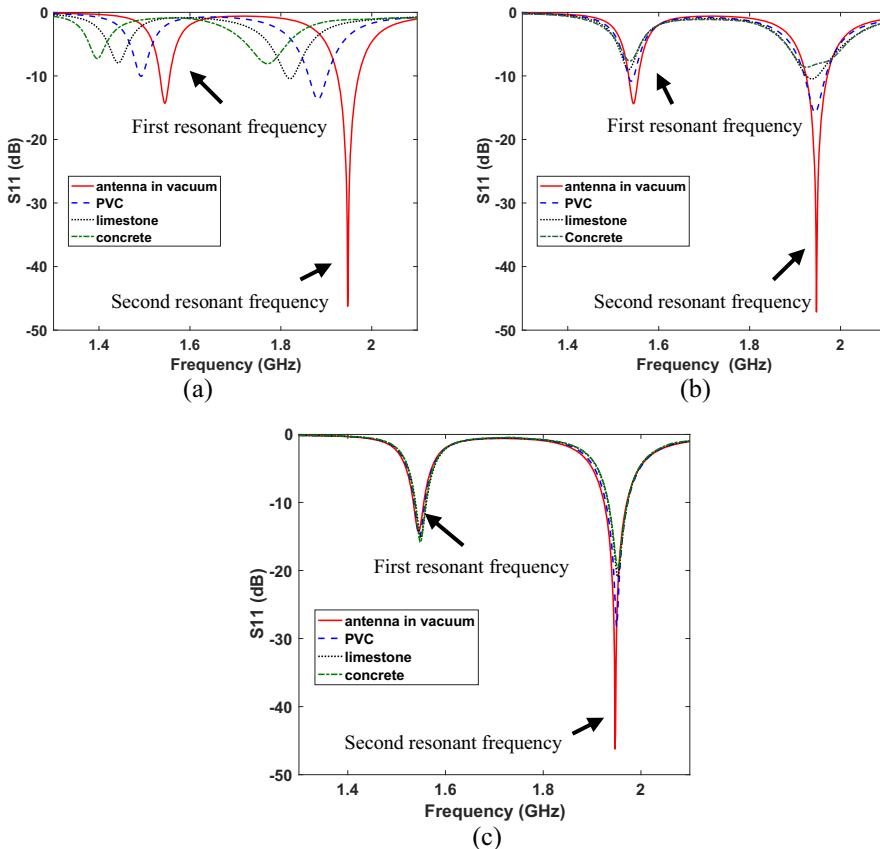 0
-10
-20
-30
-40
-50
S11 (dB)
First resonant frequency
antenna in vacuum
PVC
limestone
concrete
Second resonant frequency
1.4
1.6
1.8
2
Frequency (GHz)
(a)
0
-10
-20
-30
-40
-50
S11 (dB)
First resonant frequency
antenna in vacuum
PVC
limestone
Concrete
Second resonant frequency
1.4
1.6
1.8
2
Frequency (GHz)
(b)
0
-10
-20
-30
-40
-50
S11 (dB)
First resonant frequency
antenna in vacuum
PVC
limestone
concrete
Second resonant frequency
1.4
1.6
1.8
2
Frequency (GHz)
(c)